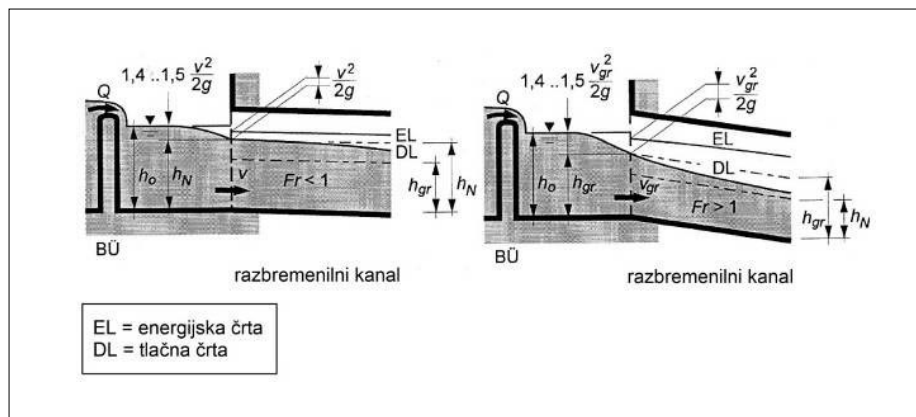 Q
1,4 ..1,5 v²/2g
v²/2g
EL
DL
h₀
h_N
v
Fr < 1
h_gr
h_N
BÜ
razbremenilni kanal
Q
1,4 ..1,5 v_gr²/2g
v_gr²/2g
EL
DL
h₀
h_gr
v_gr
Fr > 1
h_gr
h_N
BÜ
razbremenilni kanal
EL = energijska črta
DL = tlačna črta